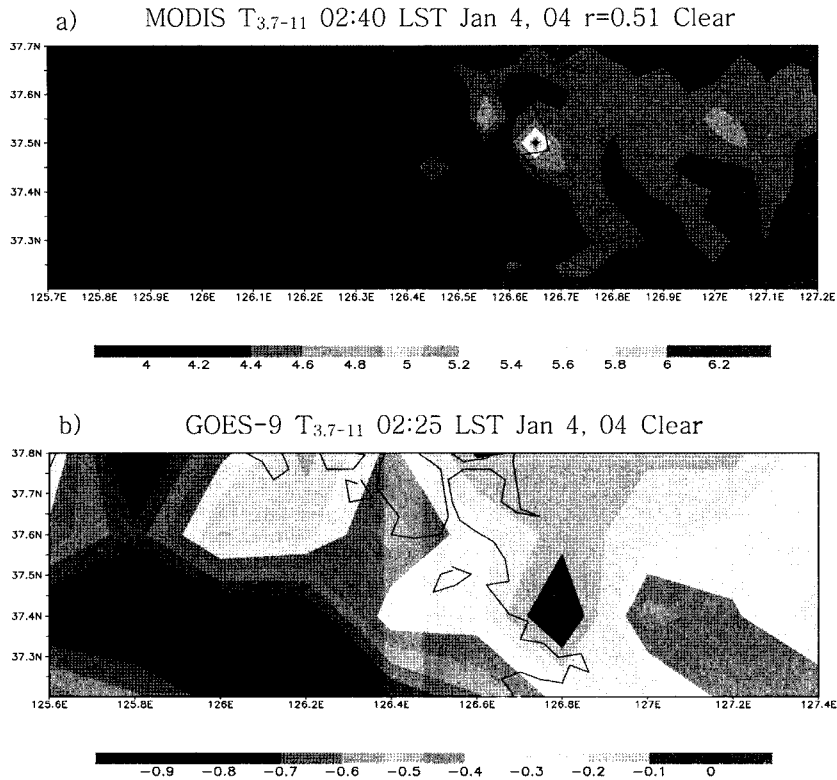 a) MODIS T3.7-11 02:40 LST Jan 4, 04 r=0.51 Clear
37.7N
37.6N
37.5N
37.4N
37.3N
125.7E 125.8E 125.9E 126E 126.1E 126.2E 126.3E 126.4E 126.5E 126.6E 126.7E 126.8E 126.9E 127E 127.1E 127.2E
4 4.2 4.4 4.6 4.8 5 5.2 5.4 5.6 5.8 6 6.2
b) GOES-9 T3.7-11 02:25 LST Jan 4, 04 Clear
37.8N
37.7N
37.6N
37.5N
37.4N
37.3N
125.6E 125.8E 126E 126.2E 126.4E 126.6E 126.8E 127E 127.2E 127.4E
−0.9 −0.8 −0.7 −0.6 −0.5 −0.4 −0.3 −0.2 −0.1 0